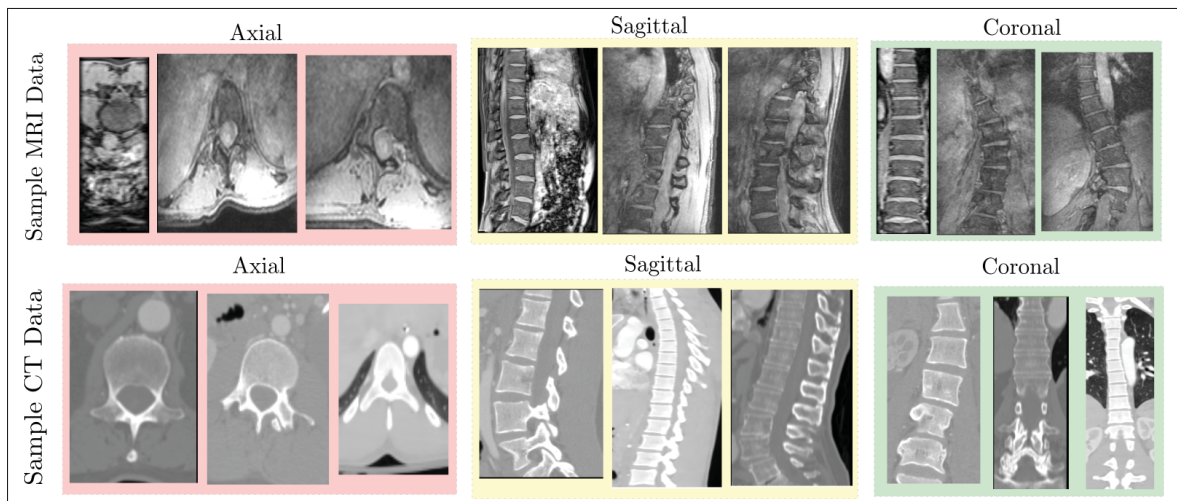 Axial
Sagittal
Coronal
Sample MRI Data
Axial
Sagittal
Coronal
Sample CT Data